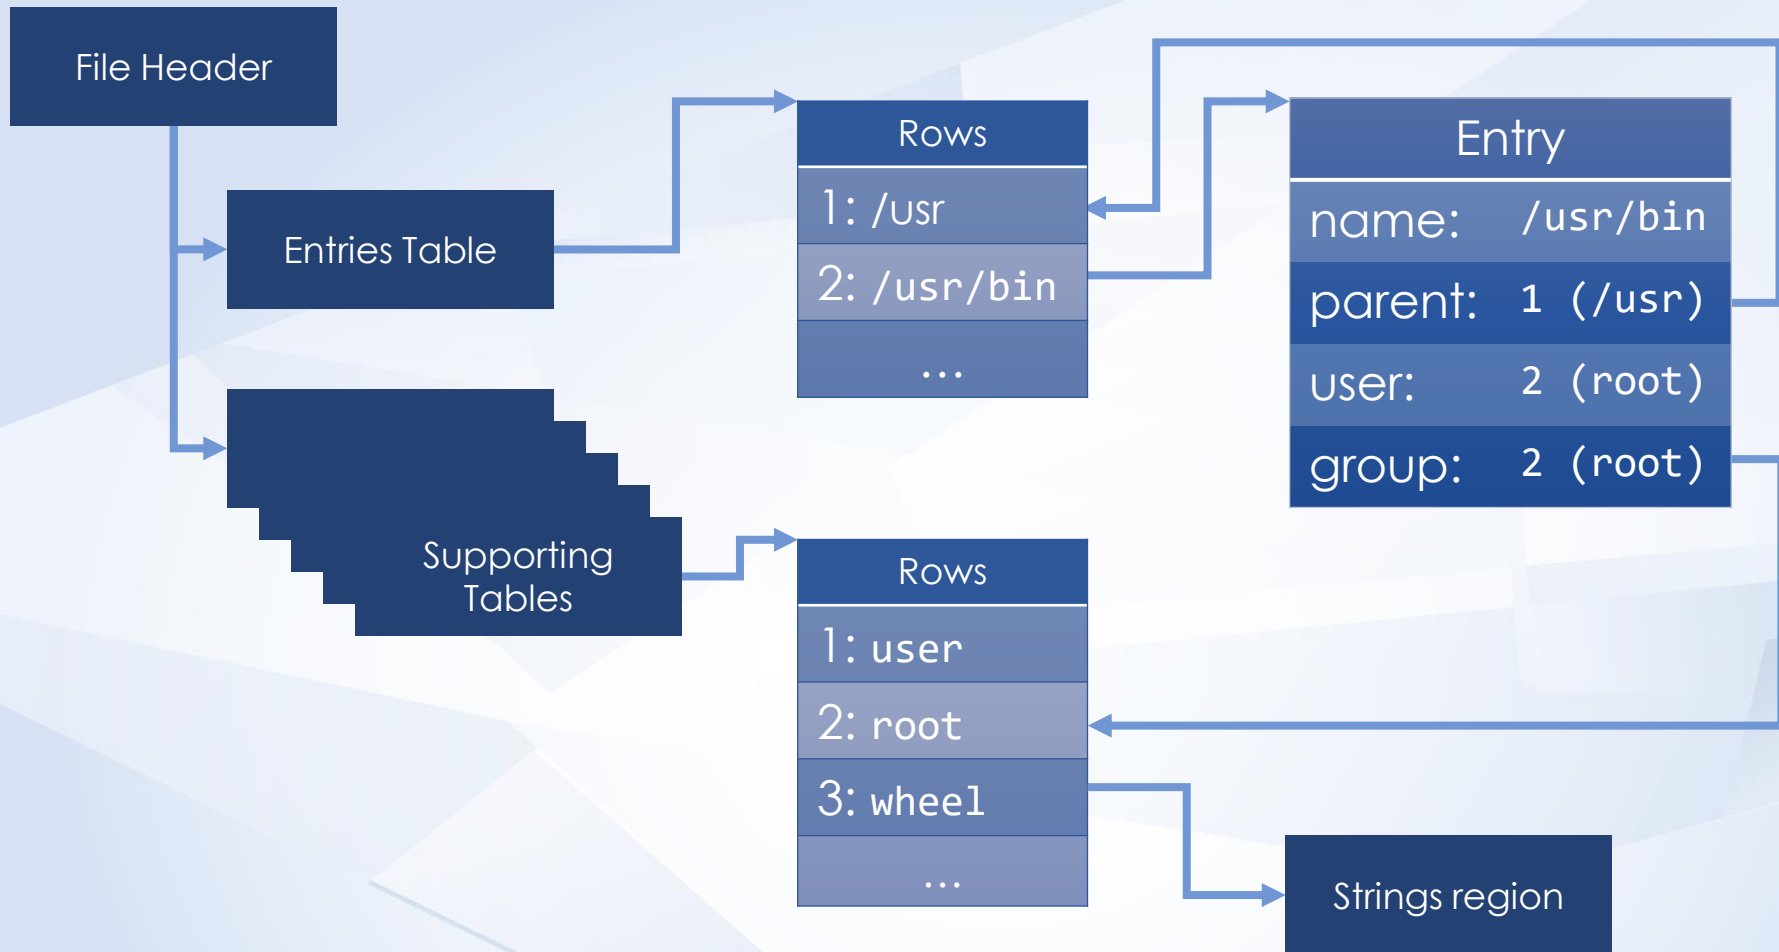 File Header
Entries Table
Supporting
Tables
Rows
1: /usr
2: /usr/bin
...
Entry
name: /usr/bin
parent: 1 (/usr)
user: 2 (root)
group: 2 (root)
Rows
1: user
2: root
3: wheel
...
Strings region